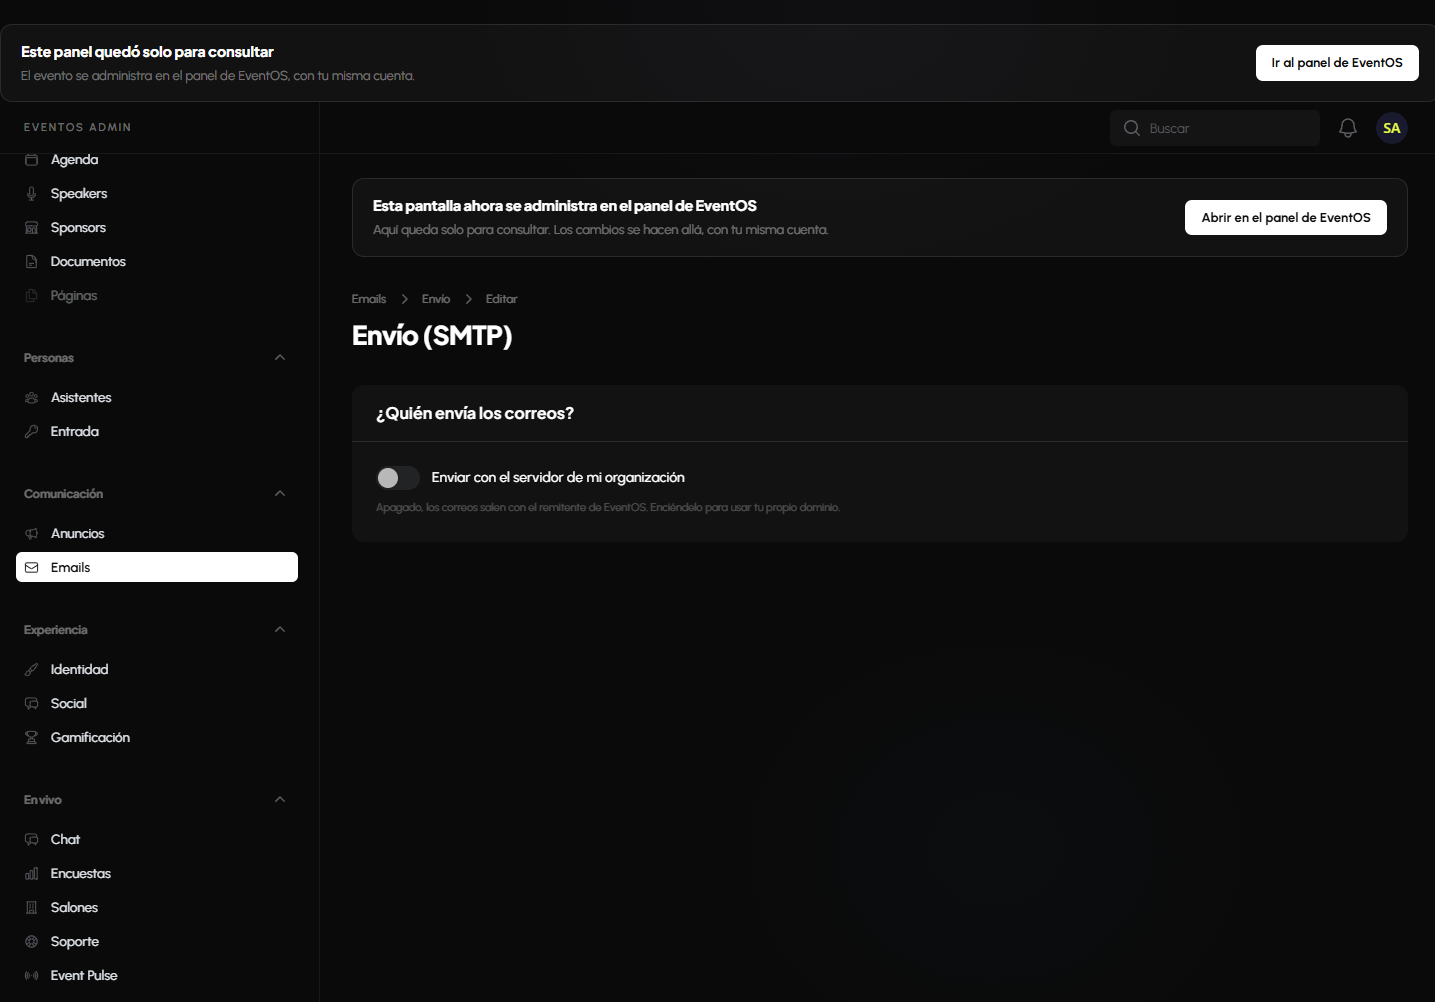 Este panel quedó solo para consultar
El evento se administra en el panel de EventOS, con tu misma cuenta.
Ir al panel de EventOS
EVENTOS ADMIN
Buscar
SA
Agenda
Speakers
Sponsors
Documentos
Páginas
Personas
Asistentes
Entrada
Comunicación
Anuncios
Emails
Experiencia
Identidad
Social
Gamificación
En vivo
Chat
Encuestas
Salones
Soporte
Event Pulse
Esta pantalla ahora se administra en el panel de EventOS
Aquí queda solo para consultar. Los cambios se hacen allá, con tu misma cuenta.
Abrir en el panel de EventOS
Emails > Envío > Editar
Envío (SMTP)
¿Quién envía los correos?
Enviar con el servidor de mi organización
Apagado, los correos salen con el remitente de EventOS. Enciéndelo para usar tu propio dominio.